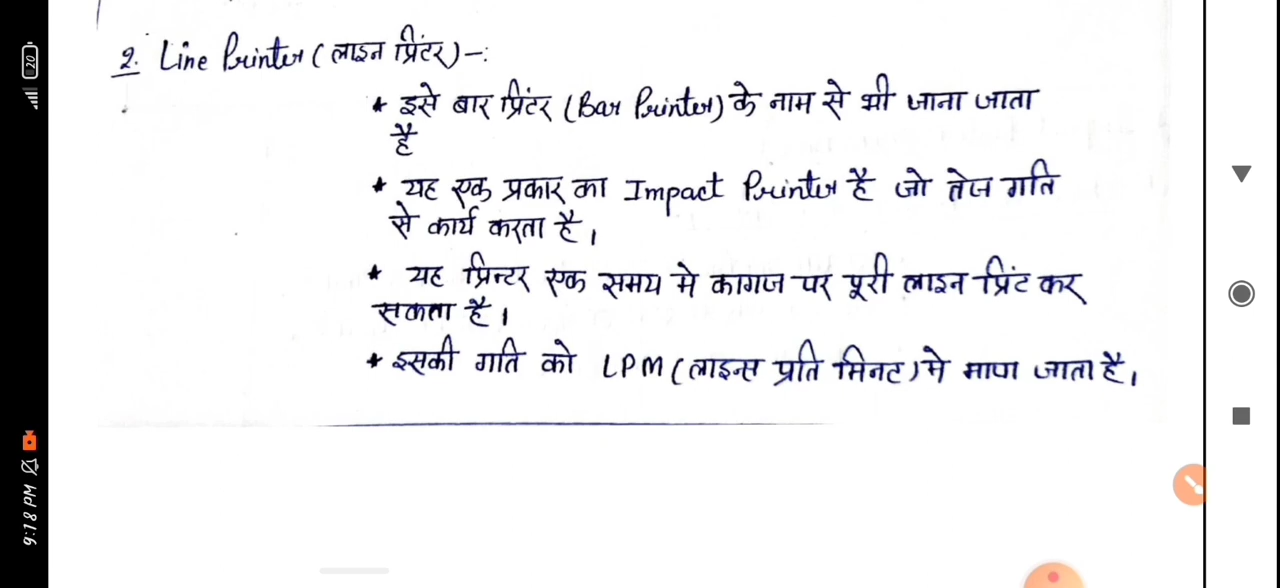 2. Line Printer (लाइन प्रिंटर) -:
* इसे बार प्रिंटर (Bar Printer) के नाम से भी जाना जाता
है
* यह एक प्रकार का Impact Printer है जो तेज गति
से कार्य करता है।
* यह प्रिन्टर एक समय मे कागज पर पूरी लाइन प्रिंट कर
सकता है।
* इसकी गति को LPM (लाइन्स प्रति मिनट) मे मापा जाता है।
20
9:18 PM